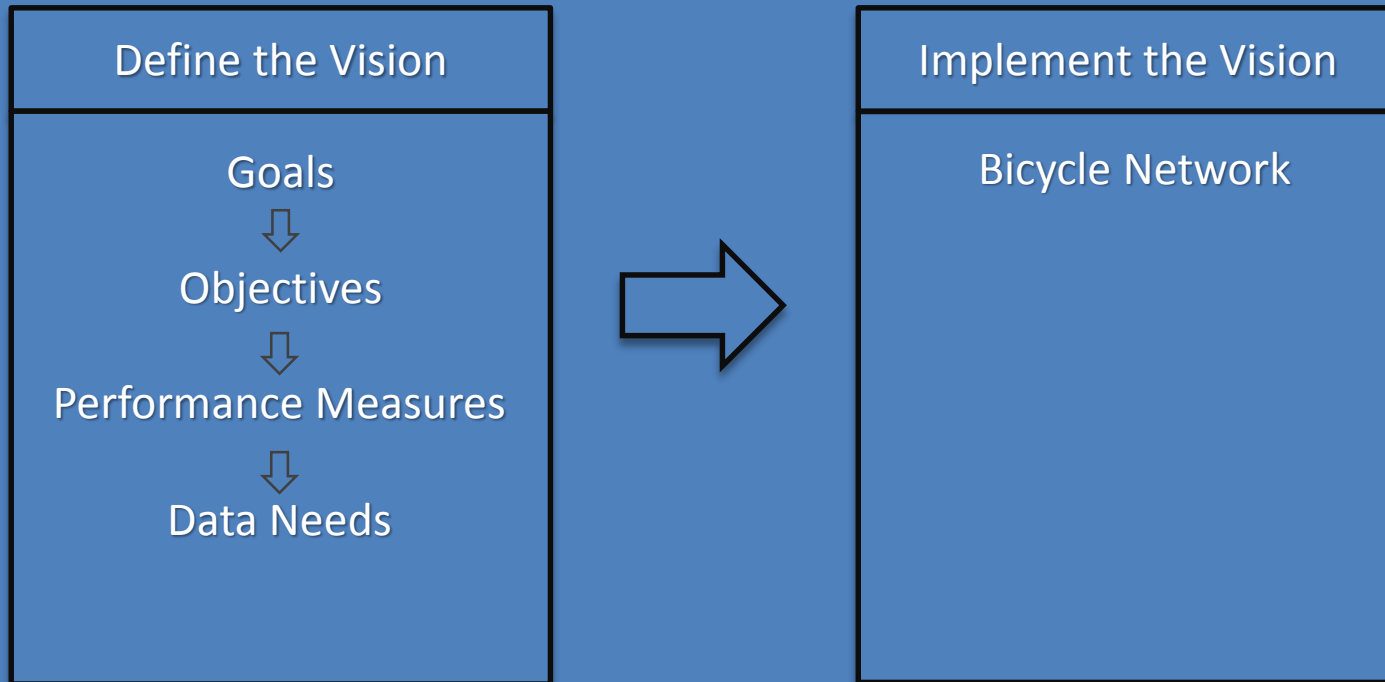 Define the Vision
Goals
Objectives
Performance Measures
Data Needs
Implement the Vision
Bicycle Network